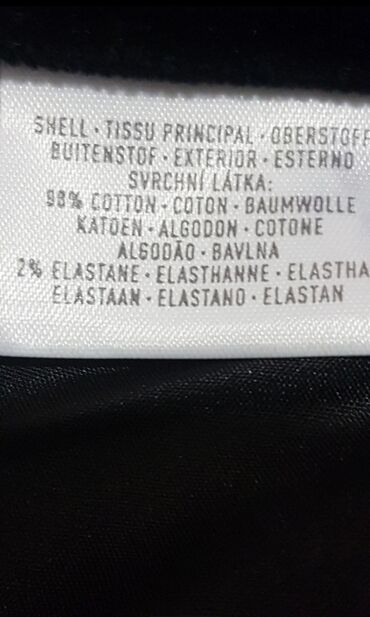 SHELL · TISSU PRINCIPAL · OBERSTOFF
BUITENSTOF · EXTERIOR · ESTERNO
SVRCHNÍ LÁTKA:
98% COTTON · COTON · BAUMWOLLE
KATOEN · ALGODON · COTONE
ALGODÃO · BAVLNA
2% ELASTANE · ELASTHANNE · ELASTHA
ELASTAAN · ELASTANO · ELASTAN